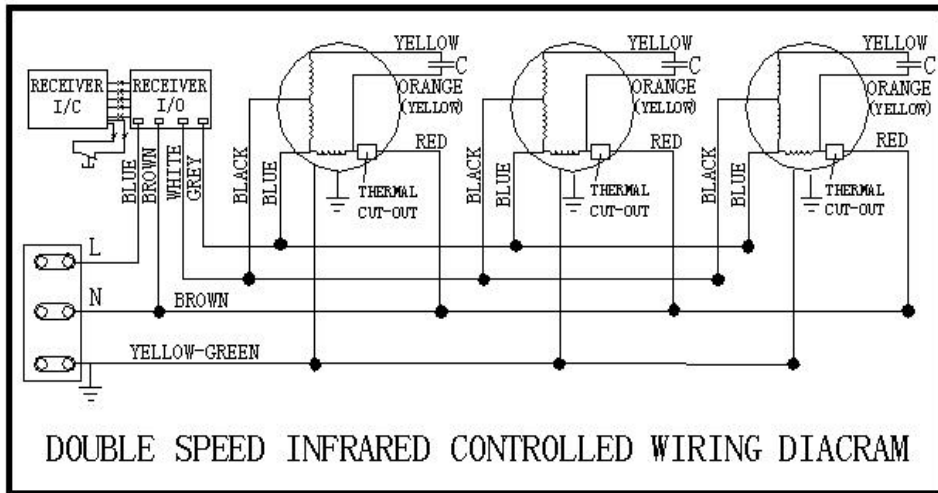 RECEIVER
I/C
RECEIVER
I/O
BLUE
BROWN
WHITE
GREY
BLACK
BLUE
YELLOW
C
ORANGE
(YELLOW)
RED
THERMAL
CUT-OUT
BLACK
BLUE
YELLOW
C
ORANGE
(YELLOW)
RED
THERMAL
CUT-OUT
BLACK
BLUE
YELLOW
C
ORANGE
(YELLOW)
RED
THERMAL
CUT-OUT
L
N
BROWN
YELLOW-GREEN
DOUBLE SPEED INFRARED CONTROLLED WIRING DIACRAM